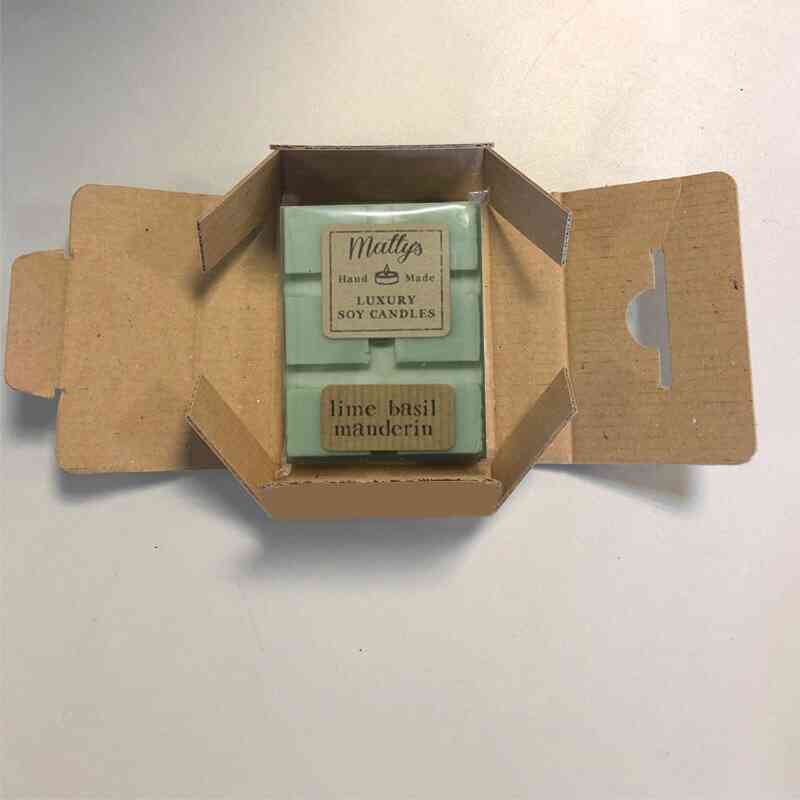 Mattys
Hand Made
LUXURY
SOY CANDLES
lime basil
manderin